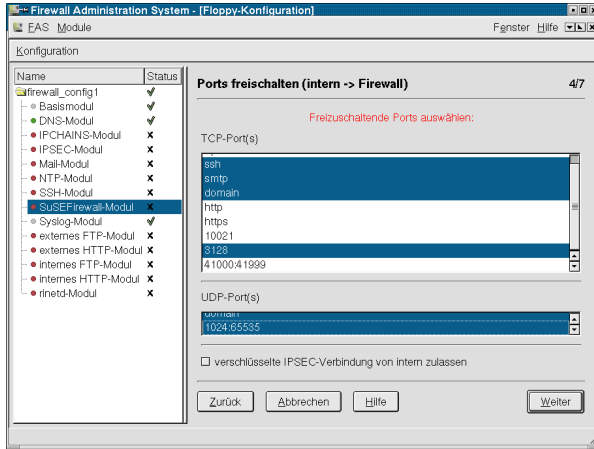 Firewall Administration System - [Floppy-Konfiguration]
EAS Module
Fenster Hilfe
Konfiguration
Name Status
firewall_config1
Basismodul
DNS-Modul
IPCHAINS-Modul
IPSEC-Modul
Mail-Modul
NTP-Modul
SSH-Modul
SuSEFirewall-Modul
Syslog-Modul
externes FTP-Modul
externes HTTP-Modul
internes FTP-Modul
internes HTTP-Modul
rinetd-Modul
Ports freischalten (intern -> Firewall) 4/7
Freizuschaltende Ports auswählen:
TCP-Port(s)
ssh
smtp
domain
http
https
10021
3128
41000:41999
UDP-Port(s)
domain
1024:65535
verschlüsselte IPSEC-Verbindung von intern zulassen
Zurück Abbrechen Hilfe Weiter